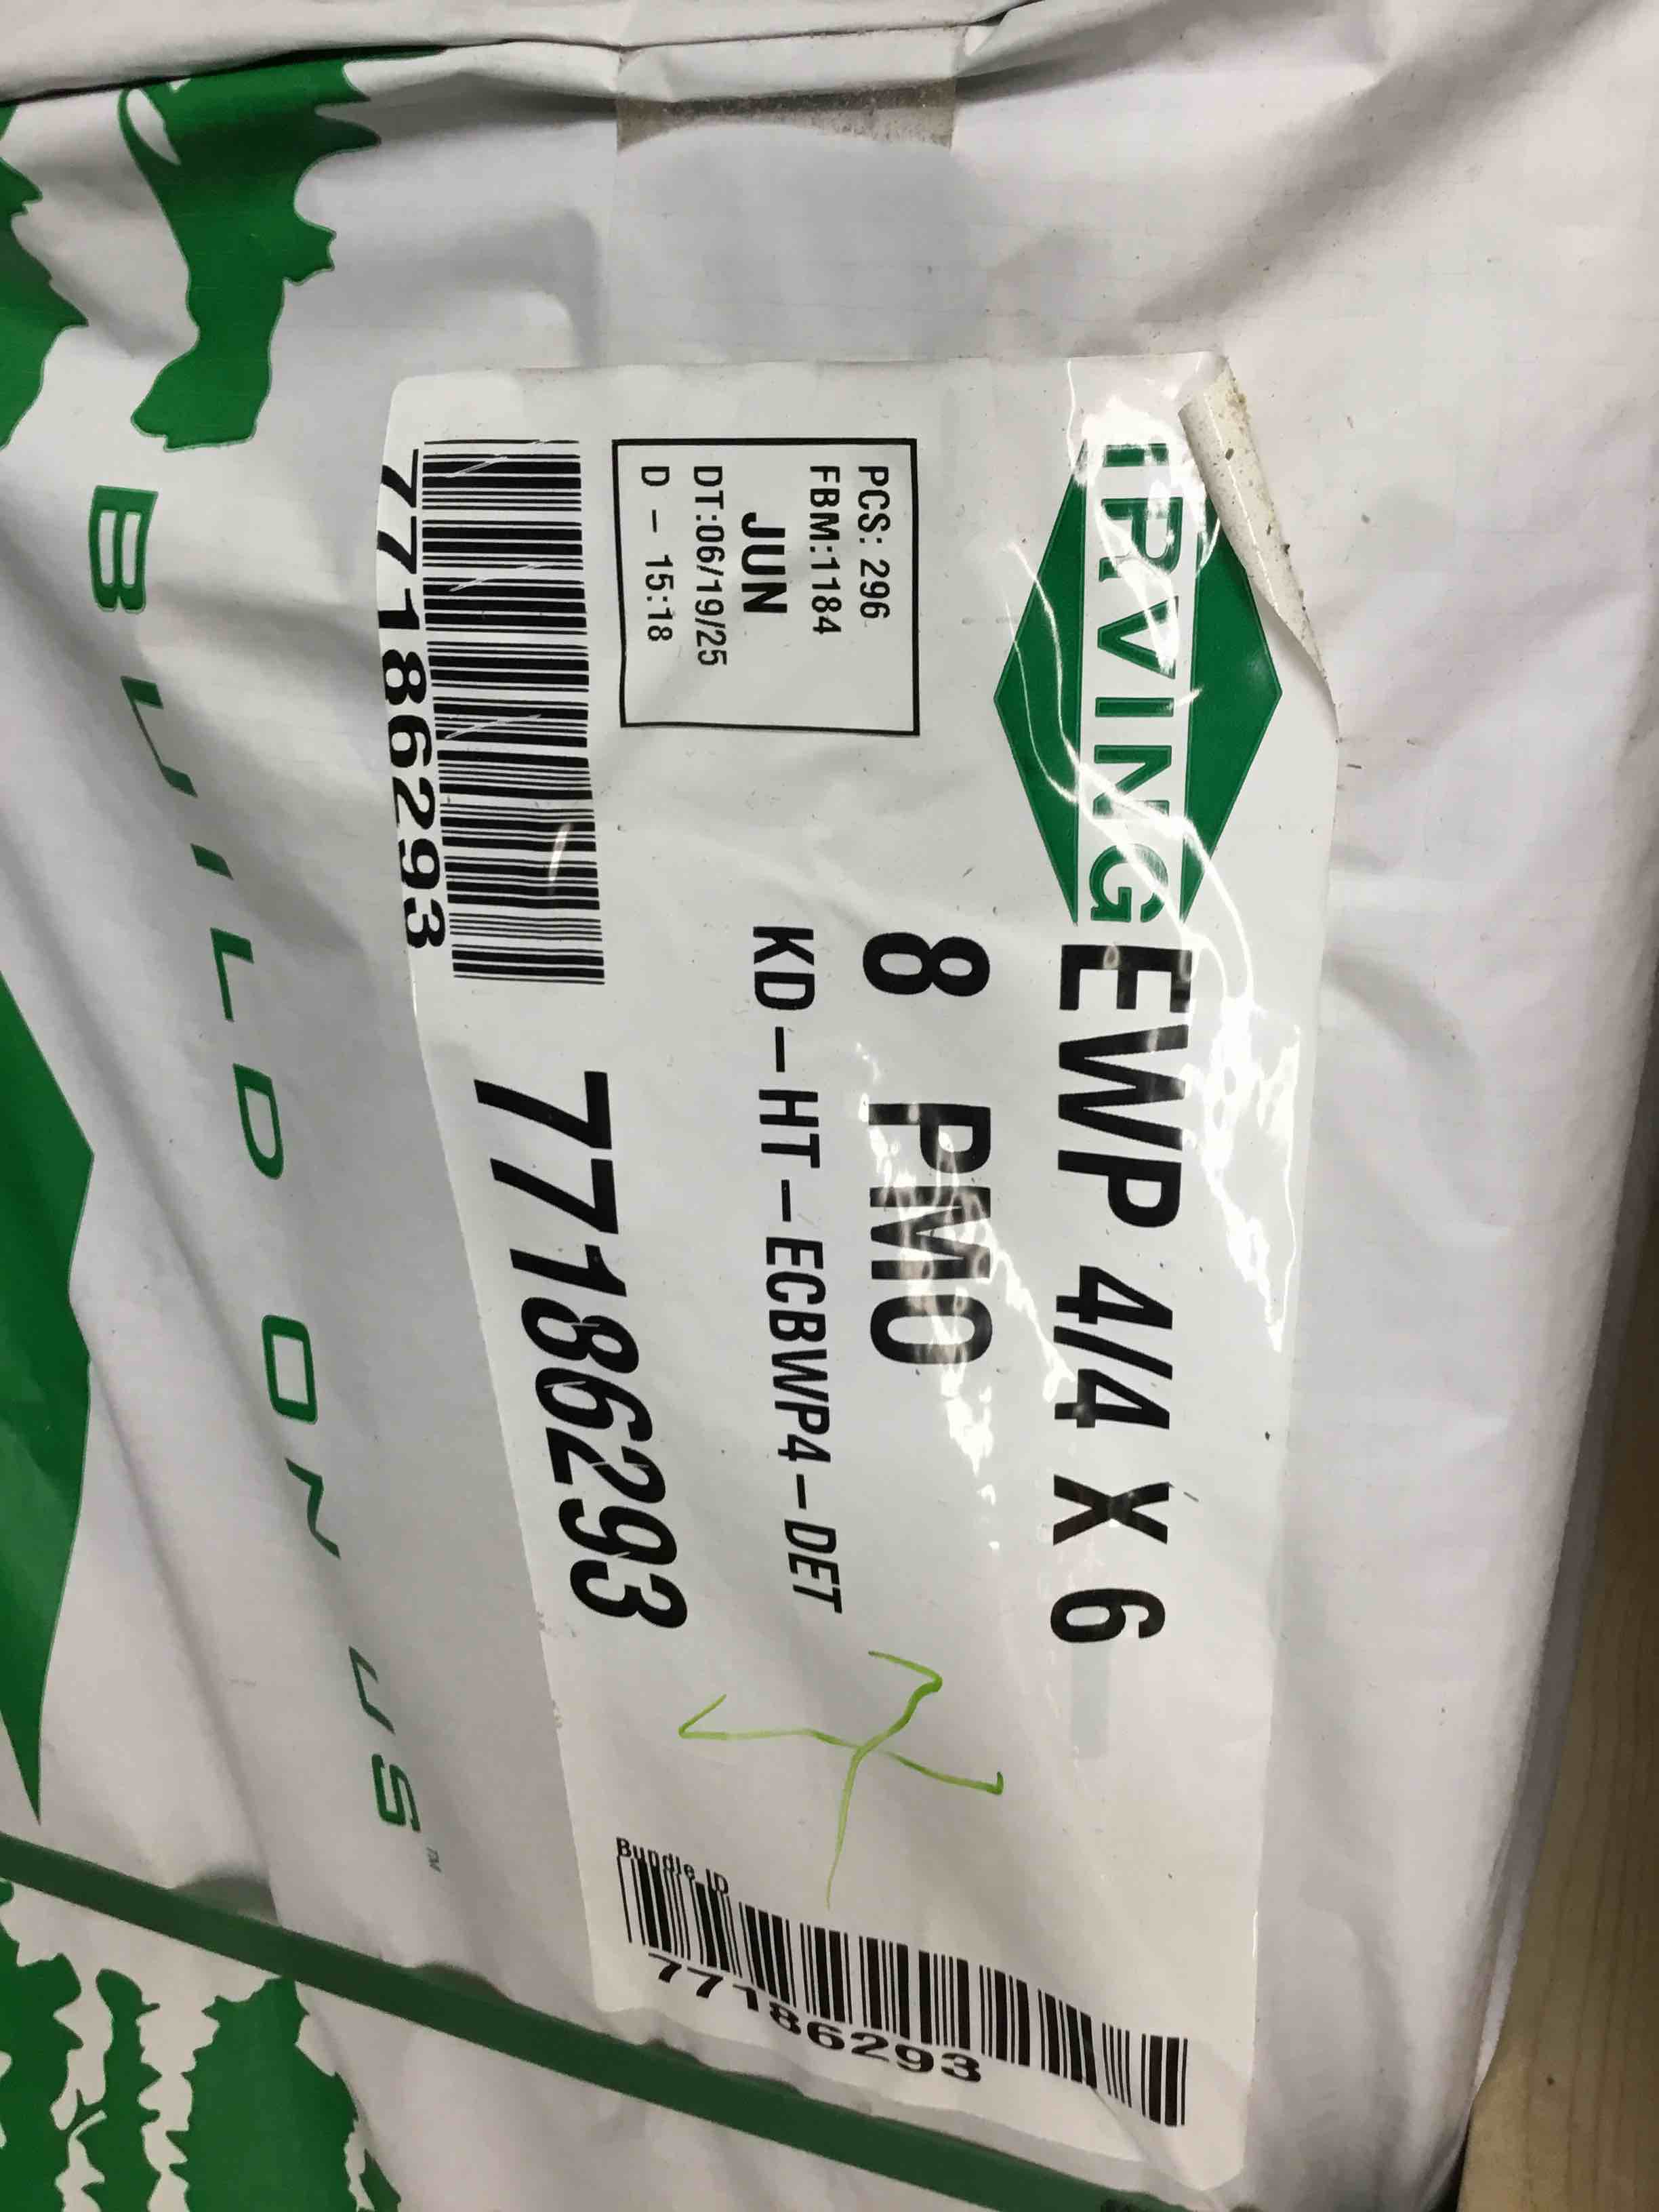 IRVING
EWP 4/4 X 6
8 PMO
KD-HT-ECBWP4-DET
77186293
PCS: 296
FBM:1184
JUN
DT:06/19/25
D - 15:18
77186293
Bundle ID
77186293
BUILD ON US™